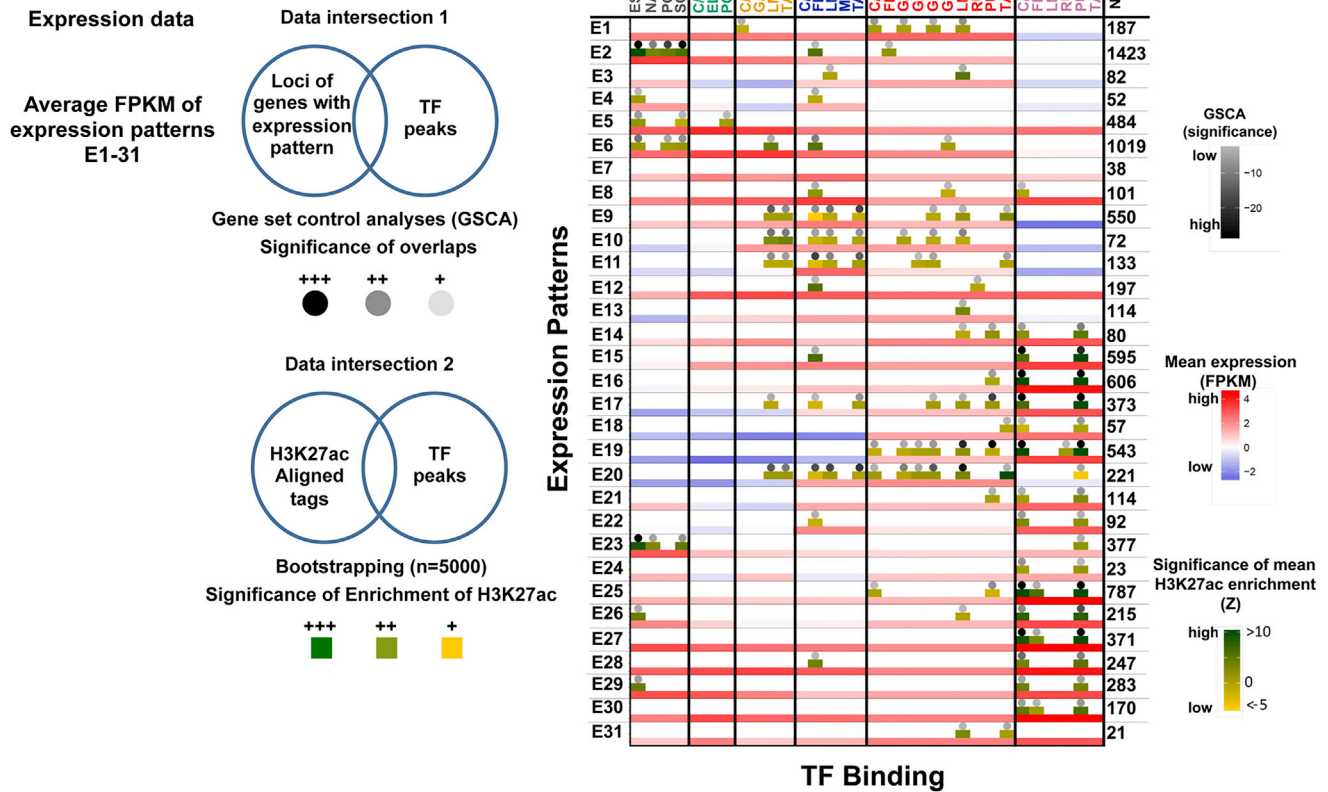 Expression data
Average FPKM of
expression patterns
E1-31
Data intersection 1
Loci of
genes with
expression
pattern
TF
peaks
Gene set control analyses (GSCA)
Significance of overlaps
+++
++
+
Data intersection 2
H3K27ac
Aligned
tags
TF
peaks
Bootstrapping (n=5000)
Significance of Enrichment of H3K27ac
+++
++
+
Expression Patterns
E1 187
E2 1423
E3 82
E4 52
E5 484
E6 1019
E7 38
E8 101
E9 550
E10 72
E11 133
E12 197
E13 114
E14 80
E15 595
E16 606
E17 373
E18 57
E19 543
E20 221
E21 114
E22 92
E23 377
E24 23
E25 787
E26 215
E27 371
E28 247
E29 283
E30 170
E31 21
TF Binding
GSCA
(significance)
low
-10
-20
high
Mean expression
(FPKM)
high
4
2
0
-2
low
Significance of mean
H3K27ac enrichment
(Z)
high >10
0
low <-5